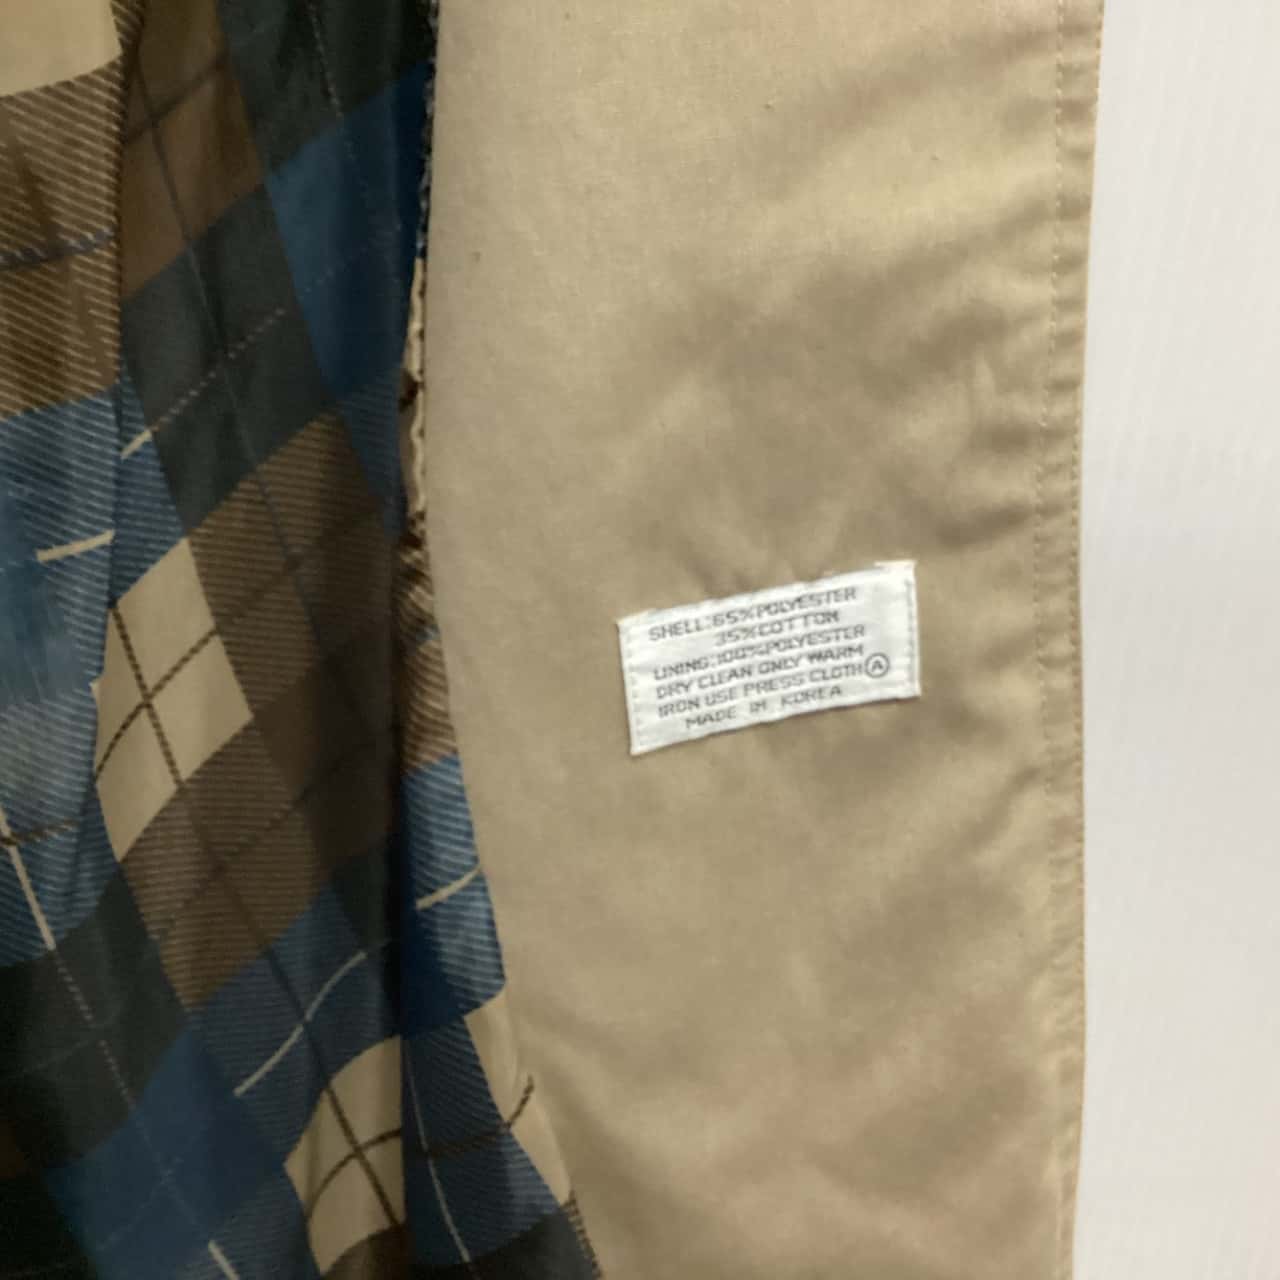 SHELL:65%POLYESTER
35%COTTON
LINING:100%POLYESTER
DRY CLEAN ONLY WARM
IRON USE PRESS CLOTH Ⓐ
MADE IN KOREA